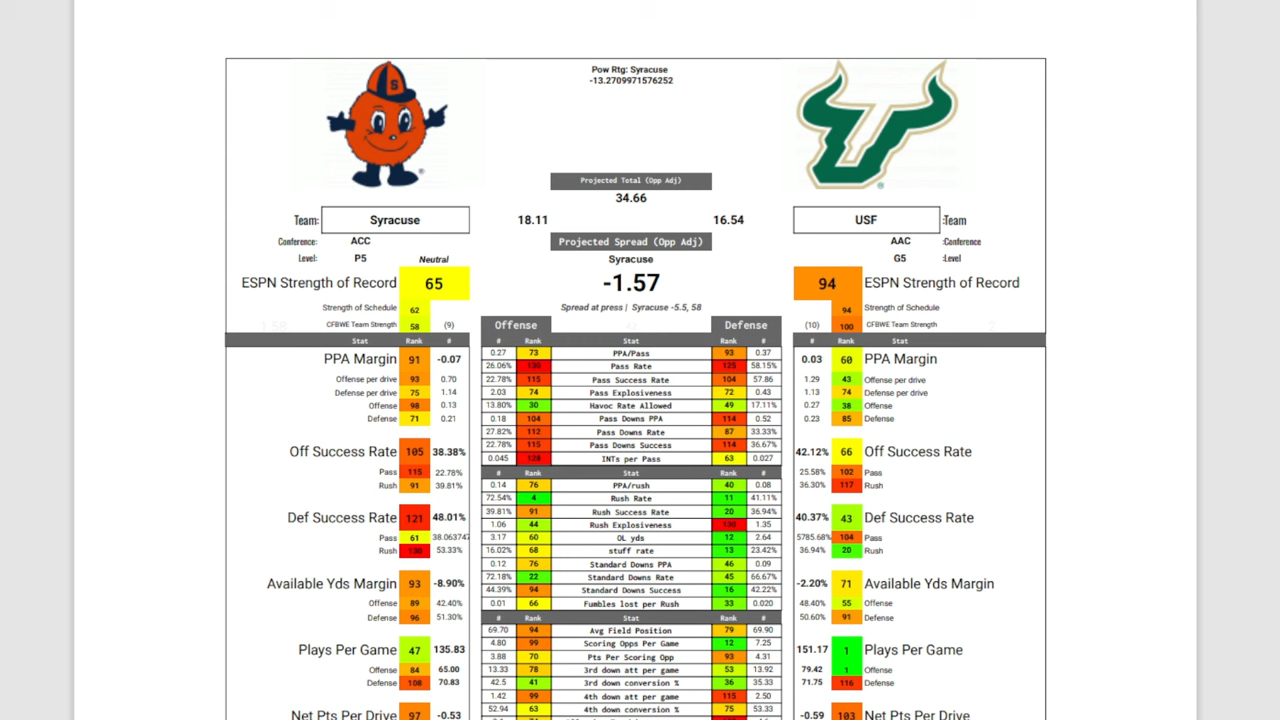 Pow Rtg: Syracuse
-13.2709971576252
S
Projected Total (Opp Adj)
34.66
Team: Syracuse 18.11 16.54 USF :Team
Conference: ACC Projected Spread (Opp Adj) AAC :Conference
Level: P5 Neutral Syracuse G5 :Level
ESPN Strength of Record 65 -1.57 94 ESPN Strength of Record
Strength of Schedule 62 Spread at press | Syracuse -5.5, 58 94 Strength of Schedule
CFBWE Team Strength 58 (9) Offense Defense (10) 100 CFBWE Team Strength
Stat Rank # # Rank Stat Rank # # Rank Stat
PPA Margin 91 -0.07 0.27 73 PPA/Pass 93 0.37 0.03 60 PPA Margin
26.06% 130 Pass Rate 125 58.15%
Offense per drive 93 0.70 22.78% 115 Pass Success Rate 104 57.86 1.29 43 Offense per drive
Defense per drive 75 1.14 2.03 74 Pass Explosiveness 72 0.43 1.13 74 Defense per drive
Offense 98 0.13 13.80% 30 Havoc Rate Allowed 49 17.11% 0.27 38 Offense
Defense 71 0.21 0.18 104 Pass Downs PPA 114 0.52 0.23 85 Defense
27.82% 112 Pass Downs Rate 87 33.33%
Off Success Rate 105 38.38% 22.78% 115 Pass Downs Success 114 36.67% 42.12% 66 Off Success Rate
0.045 128 INTs per Pass 63 0.027
Pass 115 22.78% # Rank Stat Rank # 25.58% 102 Pass
Rush 91 39.81% 0.14 76 PPA/rush 40 0.08 36.30% 117 Rush
72.54% 4 Rush Rate 11 41.11%
39.81% 91 Rush Success Rate 20 36.94%
Def Success Rate 121 48.01% 1.06 44 Rush Explosiveness 130 1.35 40.37% 43 Def Success Rate
Pass 61 38.063747 3.17 60 OL yds 12 2.64 5785.68% 104 Pass
Rush 130 53.33% 16.02% 68 stuff rate 13 23.42% 36.94% 20 Rush
0.12 76 Standard Downs PPA 46 0.09
72.18% 22 Standard Downs Rate 45 66.67%
Available Yds Margin 93 -8.90% 44.39% 94 Standard Downs Success 16 42.22% -2.20% 71 Available Yds Margin
Offense 89 42.40% 0.01 66 Fumbles lost per Rush 33 0.020 48.40% 55 Offense
Defense 96 51.30% # Rank Stat Rank # 50.60% 91 Defense
69.70 94 Avg Field Position 79 69.90
4.80 99 Scoring Opps Per Game 12 7.25
Plays Per Game 47 135.83 3.88 70 Pts Per Scoring Opp 93 4.31 151.17 1 Plays Per Game
Offense 84 65.00 13.33 78 3rd down att per game 53 13.92 79.42 1 Offense
Defense 108 70.83 42.5 41 3rd down conversion % 36 35.33 71.75 116 Defense
1.42 99 4th down att per game 115 2.50
52.94 63 4th down conversion % 75 53.33
Net Pts Per Drive 97 -0.53 -0.59 103 Net Pts Per Drive